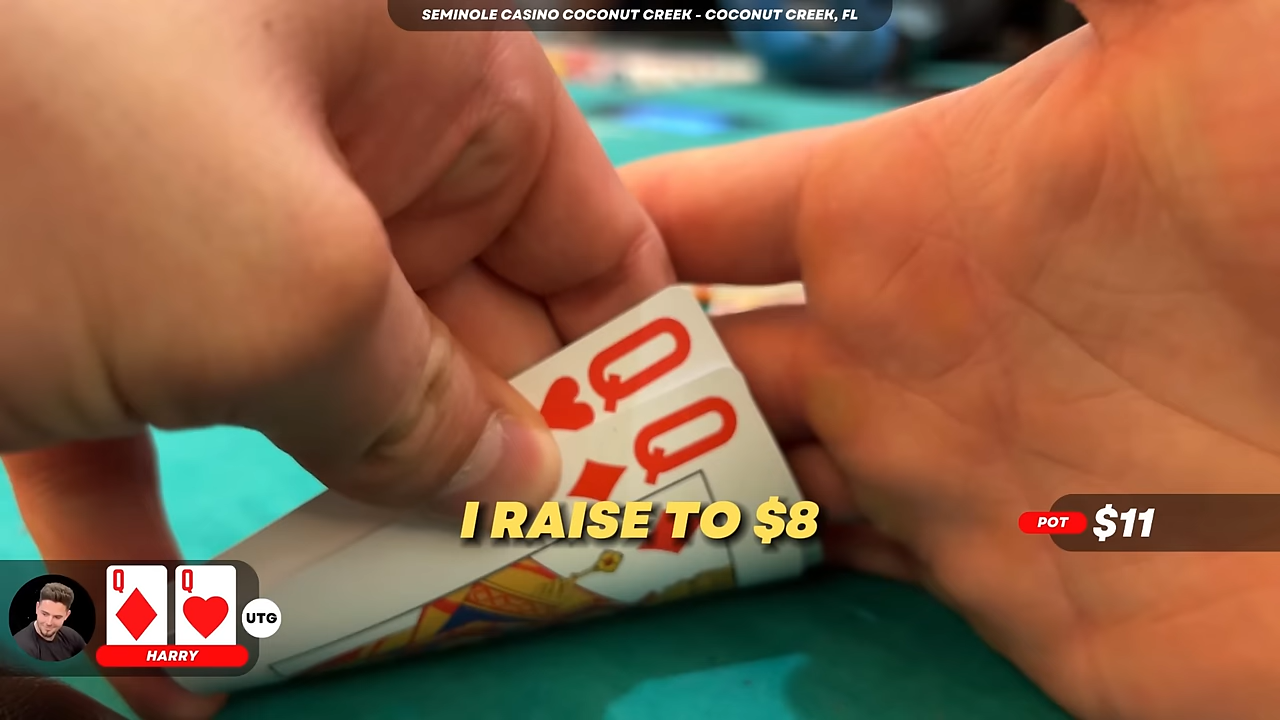 SEMINOLE CASINO COCONUT CREEK - COCONUT CREEK, FL
Q
Q
I RAISE TO $8
POT $11
Q Q
UTG
HARRY